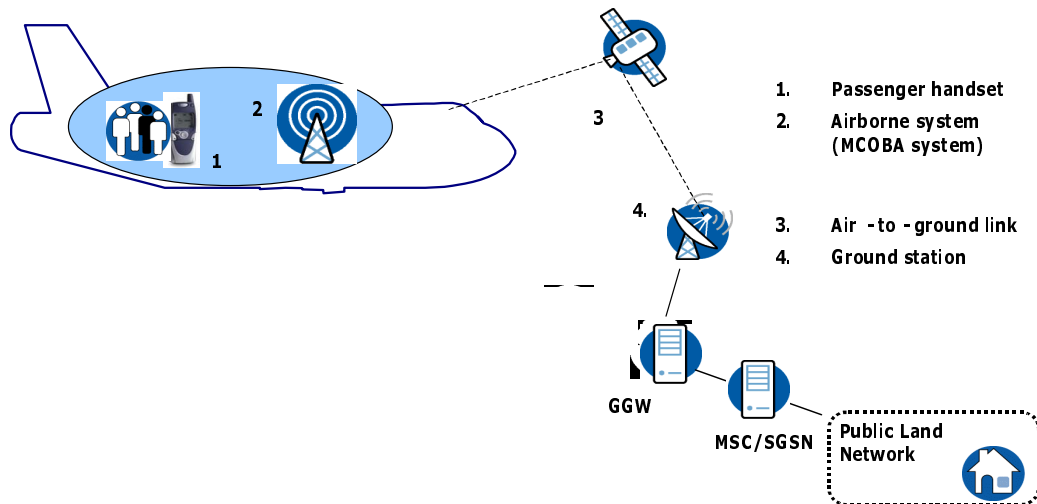 2
1
3
4.
1. Passenger handset
2. Airborne system
(MCOBA system)
3. Air -to -ground link
4. Ground station
GGW
MSC/SGSN
Public Land
Network